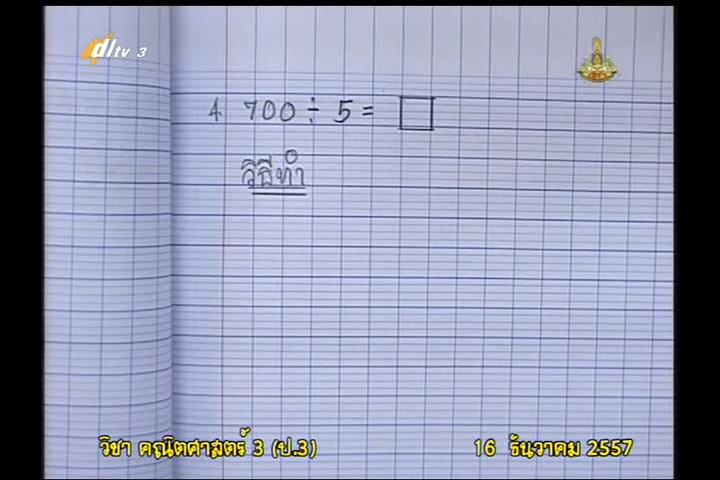 dltv 3
4 700 ÷ 5 = □
วิธีทำ
วิชา คณิตศาสตร์ 3 (ป.3)
16 ธันวาคม 2557